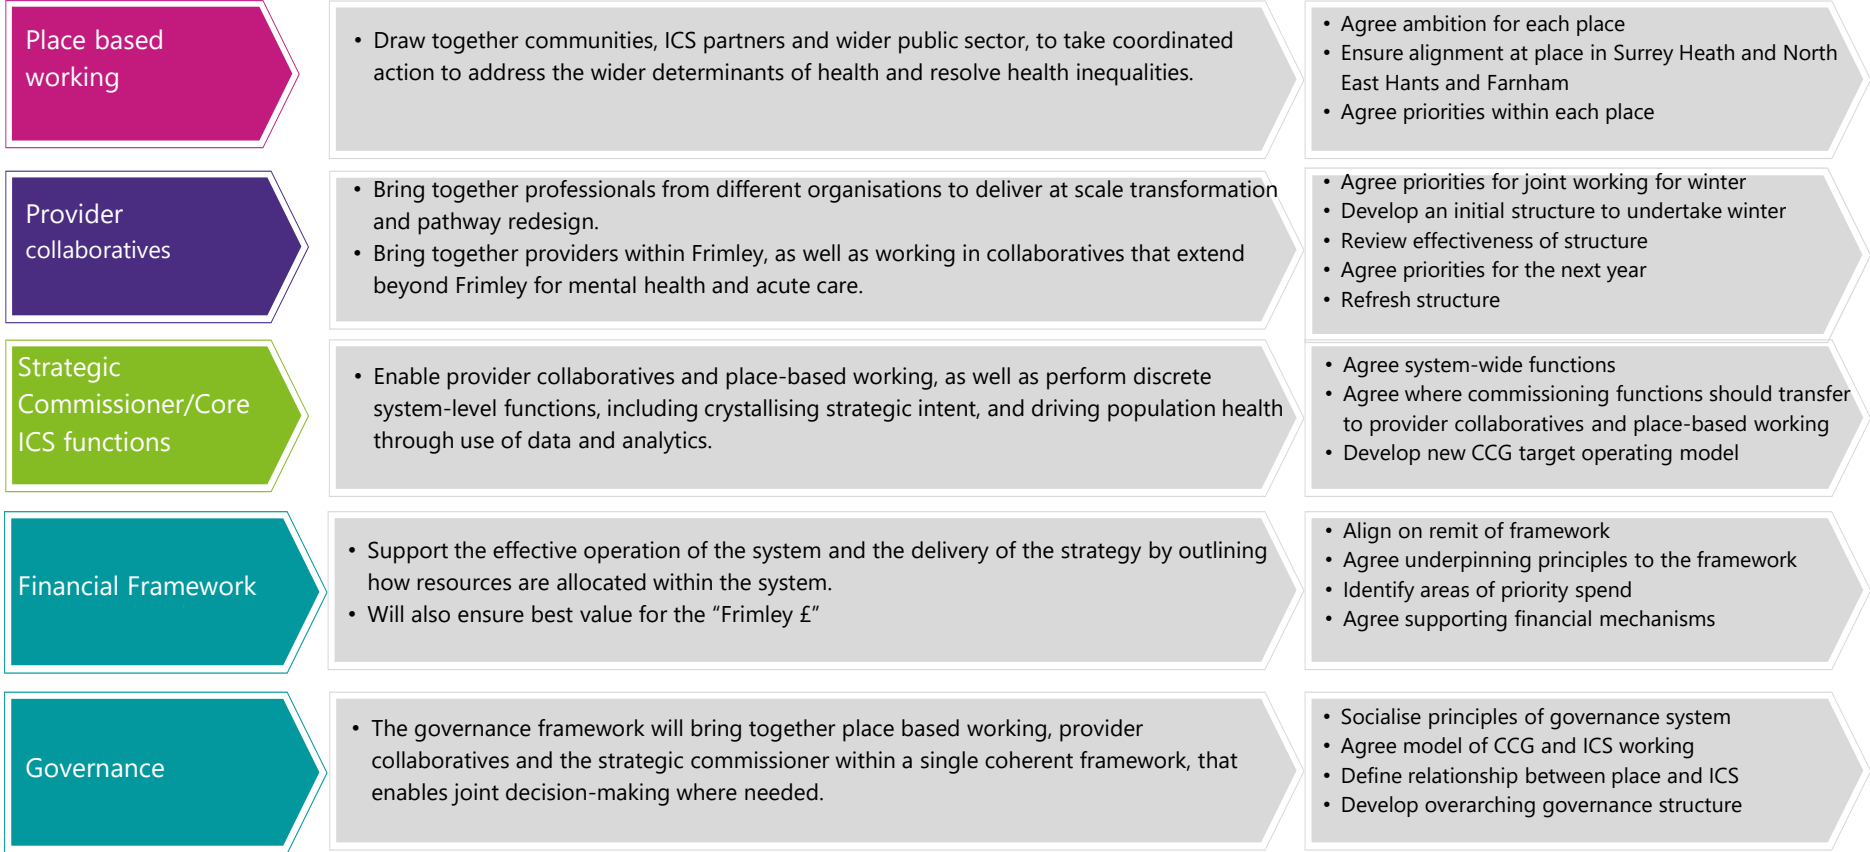 Place based
working
• Draw together communities, ICS partners and wider public sector, to take coordinated
action to address the wider determinants of health and resolve health inequalities.
• Agree ambition for each place
• Ensure alignment at place in Surrey Heath and North
East Hants and Farnham
• Agree priorities within each place
Provider
collaboratives
• Bring together professionals from different organisations to deliver at scale transformation
and pathway redesign.
• Bring together providers within Frimley, as well as working in collaboratives that extend
beyond Frimley for mental health and acute care.
• Agree priorities for joint working for winter
• Develop an initial structure to undertake winter
• Review effectiveness of structure
• Agree priorities for the next year
• Refresh structure
Strategic
Commissioner/Core
ICS functions
• Enable provider collaboratives and place-based working, as well as perform discrete
system-level functions, including crystallising strategic intent, and driving population health
through use of data and analytics.
• Agree system-wide functions
• Agree where commissioning functions should transfer
to provider collaboratives and place-based working
• Develop new CCG target operating model
Financial Framework
• Support the effective operation of the system and the delivery of the strategy by outlining
how resources are allocated within the system.
• Will also ensure best value for the “Frimley £”
• Align on remit of framework
• Agree underpinning principles to the framework
• Identify areas of priority spend
• Agree supporting financial mechanisms
Governance
• The governance framework will bring together place based working, provider
collaboratives and the strategic commissioner within a single coherent framework, that
enables joint decision-making where needed.
• Socialise principles of governance system
• Agree model of CCG and ICS working
• Define relationship between place and ICS
• Develop overarching governance structure